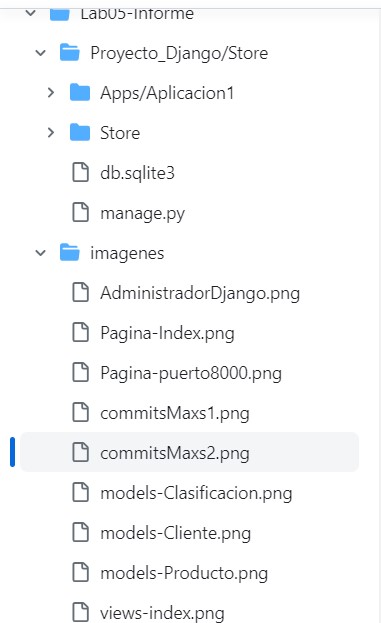 Lab05-Informe
Proyecto_Django/Store
Apps/Aplicacion1
Store
db.sqlite3
manage.py
imagenes
AdministradorDjango.png
Pagina-Index.png
Pagina-puerto8000.png
commitsMaxs1.png
commitsMaxs2.png
models-Clasificacion.png
models-Cliente.png
models-Producto.png
views-index.png